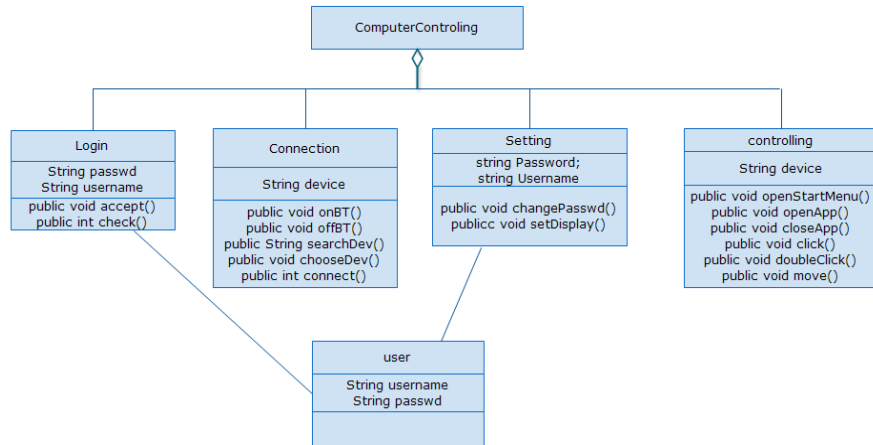 ComputerControling
Login
String passwd
String username
public void accept()
public int check()
Connection
String device
public void onBT()
public void offBT()
public String searchDev()
public void chooseDev()
public int connect()
Setting
string Password;
string Username
public void changePasswd()
publicc void setDisplay()
controlling
String device
public void openStartMenu()
public void openApp()
public void closeApp()
public void click()
public void doubleClick()
public void move()
user
String username
String passwd